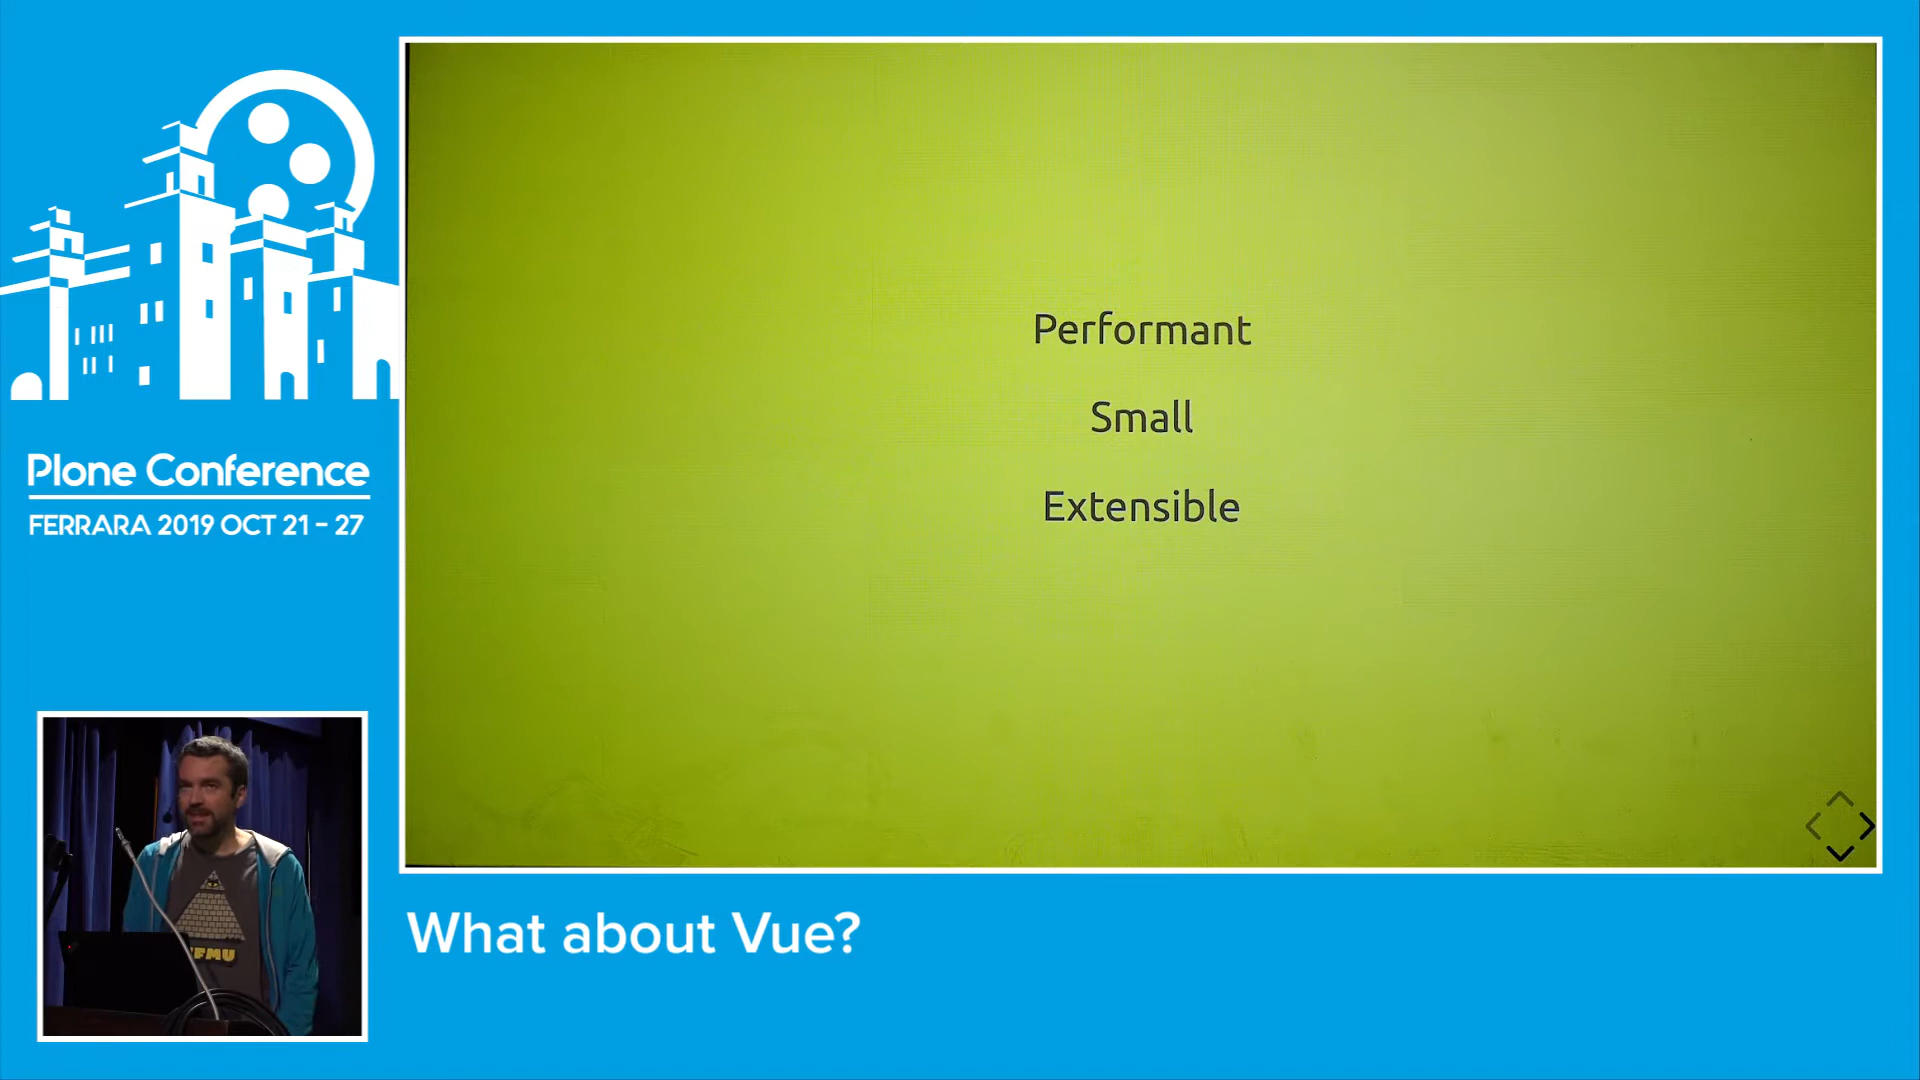 Plone Conference
FERRARA 2019 OCT 21 - 27
Performant
Small
Extensible
What about Vue?